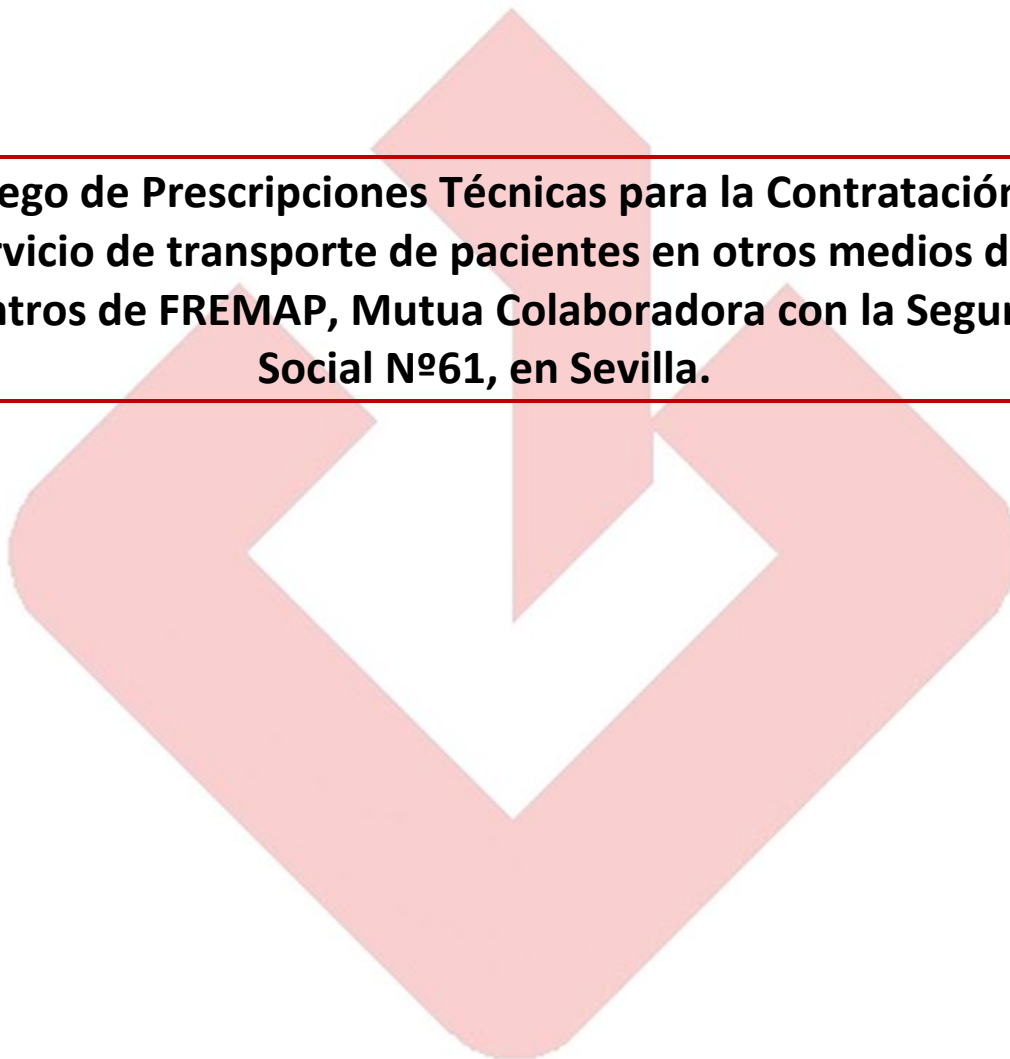 ego de Prescripciones Técnicas para la Contratación
rvicio de transporte de pacientes en otros medios d
ntros de FREMAP, Mutua Colaboradora con la Segur
Social Nº61, en Sevilla.